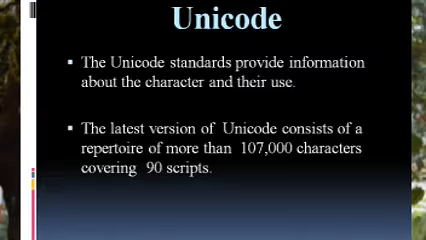 Unicode
▪ The Unicode standards provide information
about the character and their use.
▪ The latest version of Unicode consists of a
repertoire of more than 107,000 characters
covering 90 scripts.